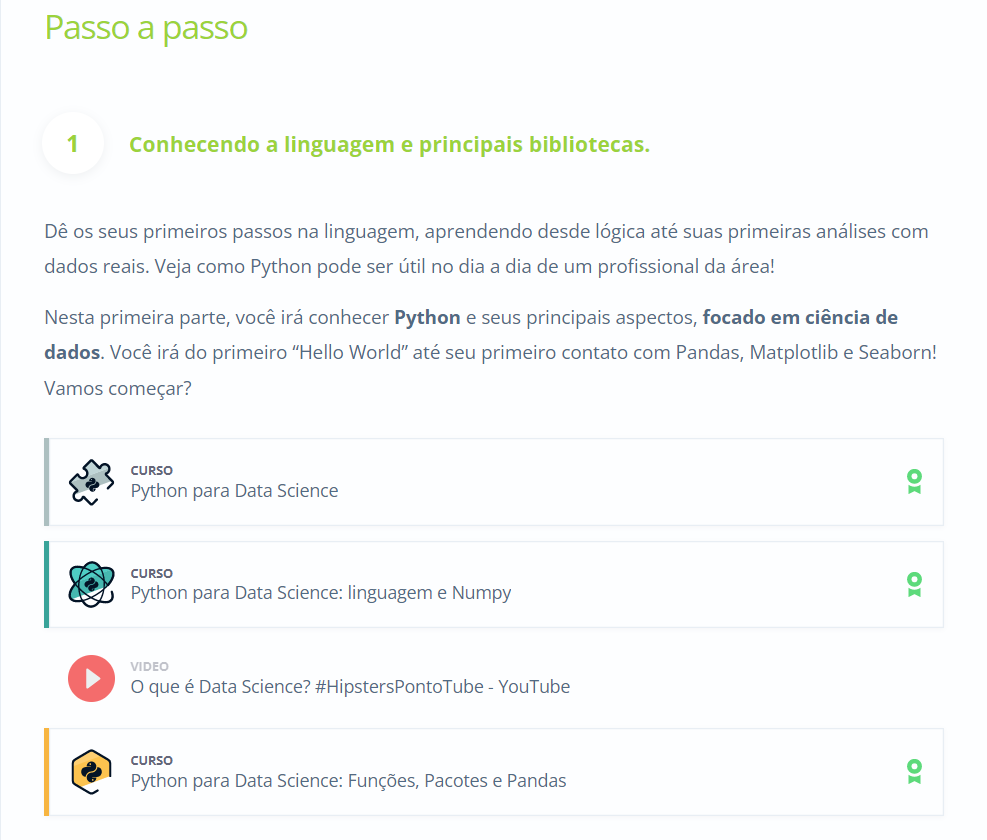 Passo a passo
1
Conhecendo a linguagem e principais bibliotecas.
Dê os seus primeiros passos na linguagem, aprendendo desde lógica até suas primeiras análises com
dados reais. Veja como Python pode ser útil no dia a dia de um profissional da área!
Nesta primeira parte, você irá conhecer Python e seus principais aspectos, focado em ciência de
dados. Você irá do primeiro “Hello World” até seu primeiro contato com Pandas, Matplotlib e Seaborn!
Vamos começar?
CURSO
Python para Data Science
CURSO
Python para Data Science: linguagem e Numpy
VIDEO
O que é Data Science? #HipstersPontoTube - YouTube
CURSO
Python para Data Science: Funções, Pacotes e Pandas